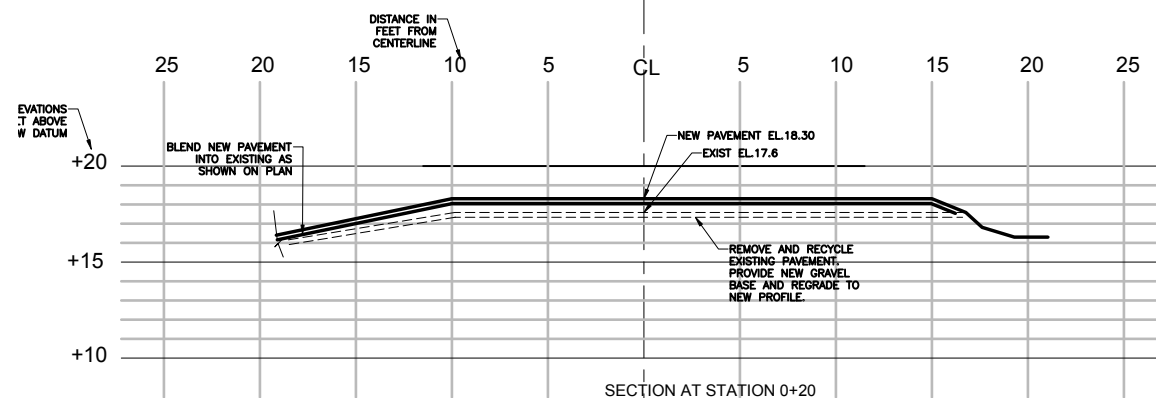 DISTANCE IN
FEET FROM
CENTERLINE
25 20 15 10 5 CL 5 10 15 20 25
ABOVE
DATUM
BLEND NEW PAVEMENT
INTO EXISTING AS
SHOWN ON PLAN
NEW PAVEMENT EL.18.30
EXIST EL.17.6
+20
REMOVE AND RECYCLE
EXISTING PAVEMENT.
PROVIDE NEW GRAVEL
BASE AND REGRADE TO
NEW PROFILE.
+15
+10
SECTION AT STATION 0+20